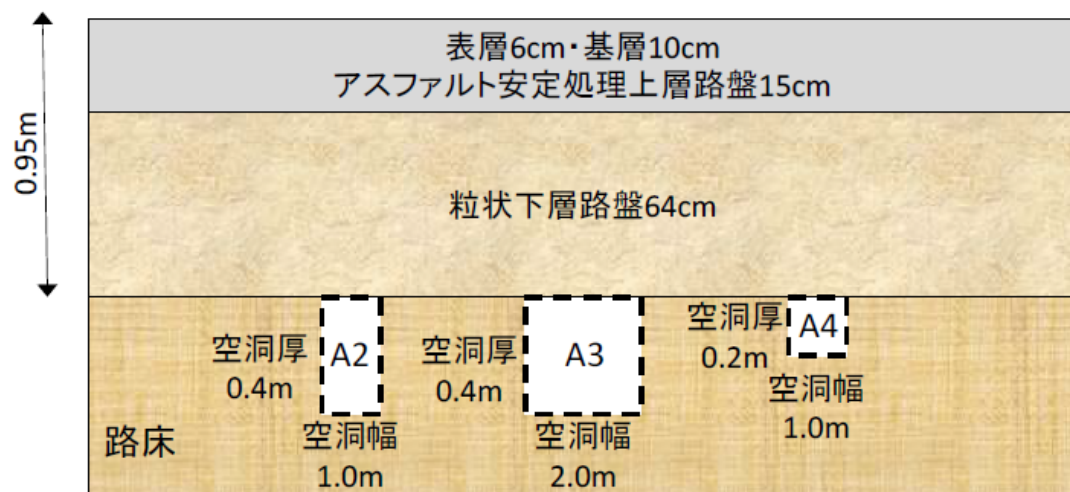 表層6cm・基層10cm
アスファルト安定処理上層路盤15cm
0.95m
粒状下層路盤64cm
空洞厚
0.4m
A2
空洞幅
1.0m
空洞厚
0.4m
A3
空洞幅
2.0m
空洞厚
0.2m
A4
空洞幅
1.0m
路床